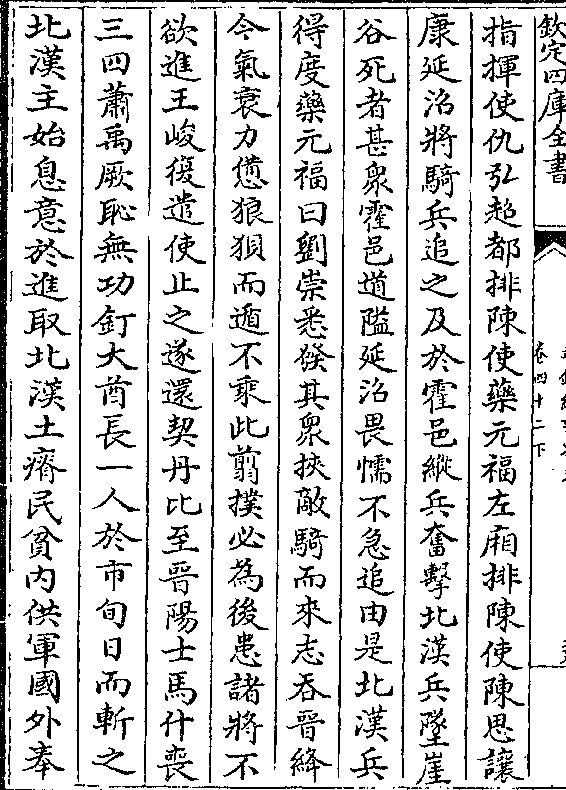 欽定四庫全書
卷四十二下
指揮使仇弘超都排陳使藥元福左廂排陳使陳思讓
康延沼將騎兵追之及於霍邑縱兵奮擊北漢兵墜崖
谷死者甚衆霍邑道隘延沼畏懦不急追由是北漢兵
得度藥元福曰劉崇悉發其衆挾敵騎而來志吞晉絳
今氣衰力憊狼狽而遁不乘此翦撲必為後患諸將不
欲進王峻復遣使止之遂還契丹比至晉陽士馬什喪
三四蕭禹厥恥無功釘大酋長一人於市旬日而斬之
北漢主始息意於進取北漢土瘠民貧內供軍國外奉